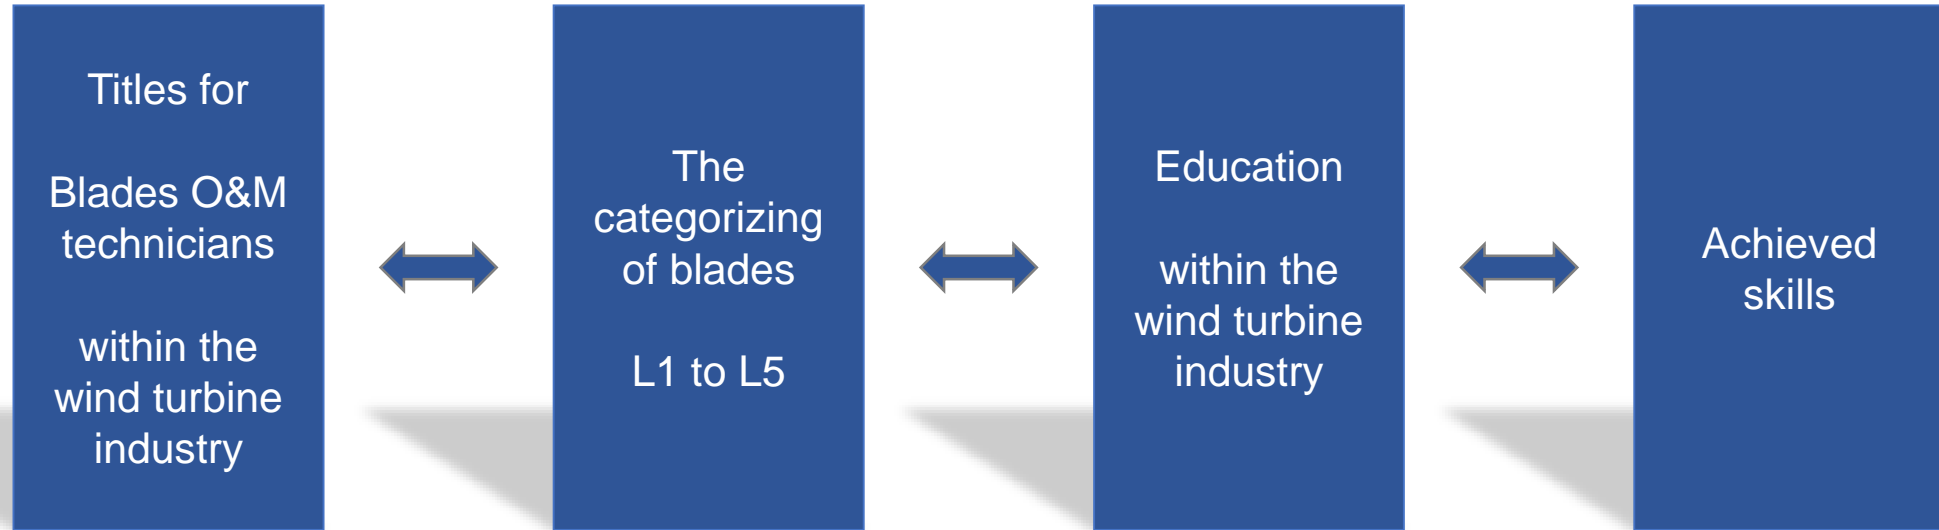 Titles for
Blades O&M
technicians
within the
wind turbine
industry
The
categorizing
of blades
L1 to L5
Education
within the
wind turbine
industry
Achieved
skills